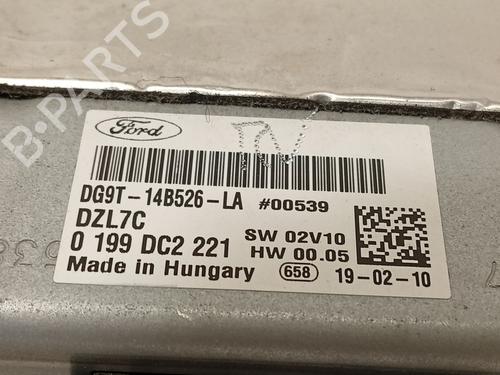 B-PARTS
Ford
DG9T-14B526-LA #00539
DZL7C
0 199 DC2 221
SW 02V10
HW 00.05
Made in Hungary
658
19-02-10